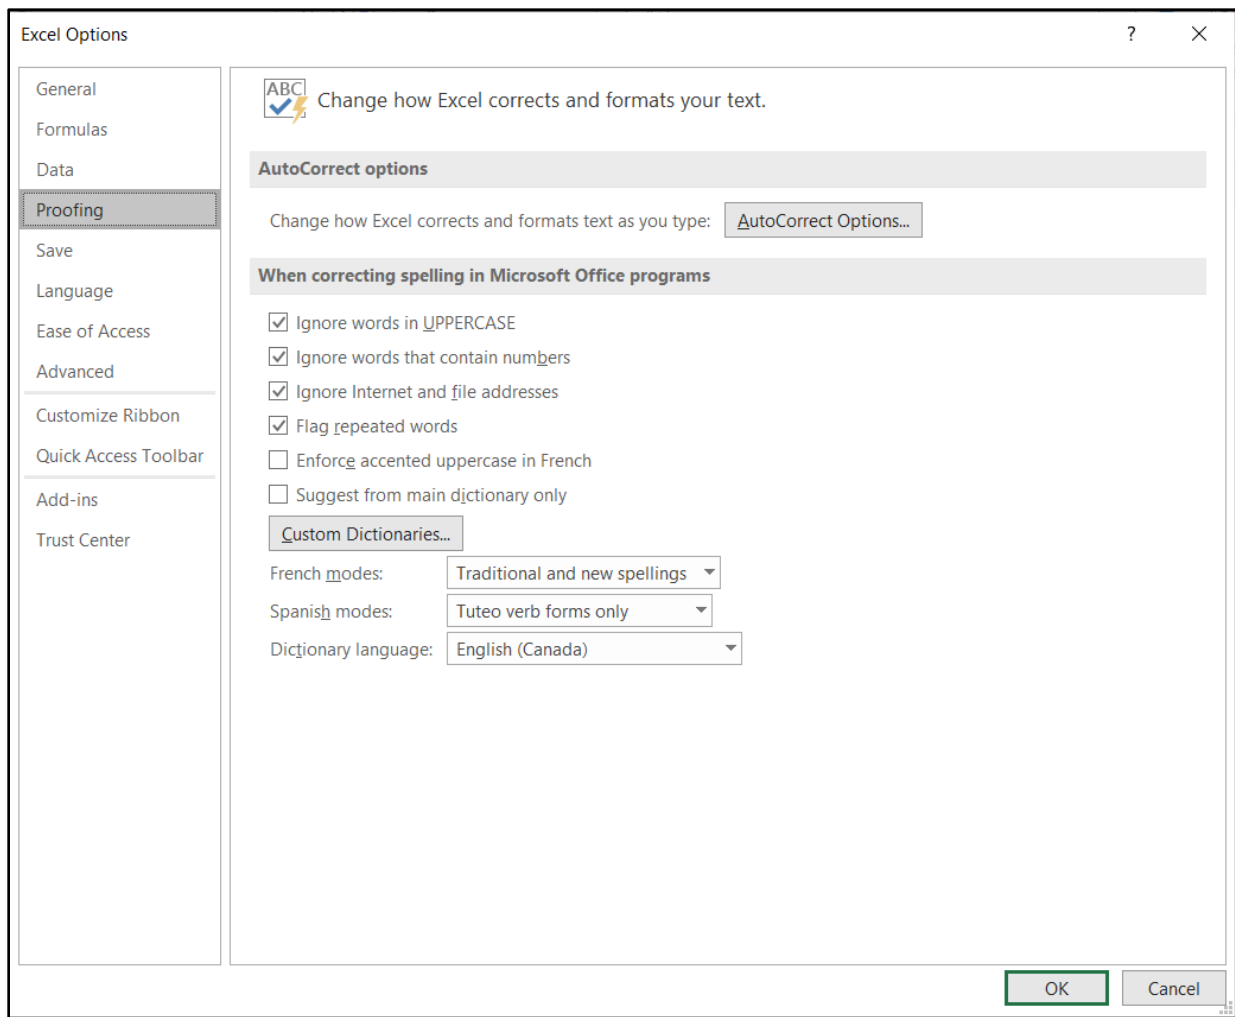 Excel Options
?
General
Formulas
Data
Proofing
Save
Language
Ease of Access
Advanced
Customize Ribbon
Quick Access Toolbar
Add-ins
Trust Center
ABC
Change how Excel corrects and formats your text.
AutoCorrect options
Change how Excel corrects and formats text as you type: AutoCorrect Options...
When correcting spelling in Microsoft Office programs
Ignore words in UPPERCASE
Ignore words that contain numbers
Ignore Internet and file addresses
Flag repeated words
Enforce accented uppercase in French
Suggest from main dictionary only
Custom Dictionaries...
French modes: Traditional and new spellings
Spanish modes: Tuteo verb forms only
Dictionary language: English (Canada)
OK Cancel